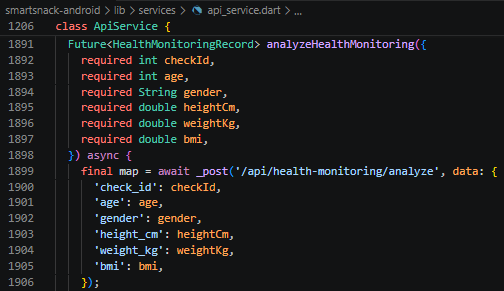 smartsnack-android > lib > services > api_service.dart > ...
1206 class ApiService {
1891   Future<HealthMonitoringRecord> analyzeHealthMonitoring({
1892     required int checkId,
1893     required int age,
1894     required String gender,
1895     required double heightCm,
1896     required double weightKg,
1897     required double bmi,
1898   }) async {
1899     final map = await _post('/api/health-monitoring/analyze', data: {
1900       'check_id': checkId,
1901       'age': age,
1902       'gender': gender,
1903       'height_cm': heightCm,
1904       'weight_kg': weightKg,
1905       'bmi': bmi,
1906     });